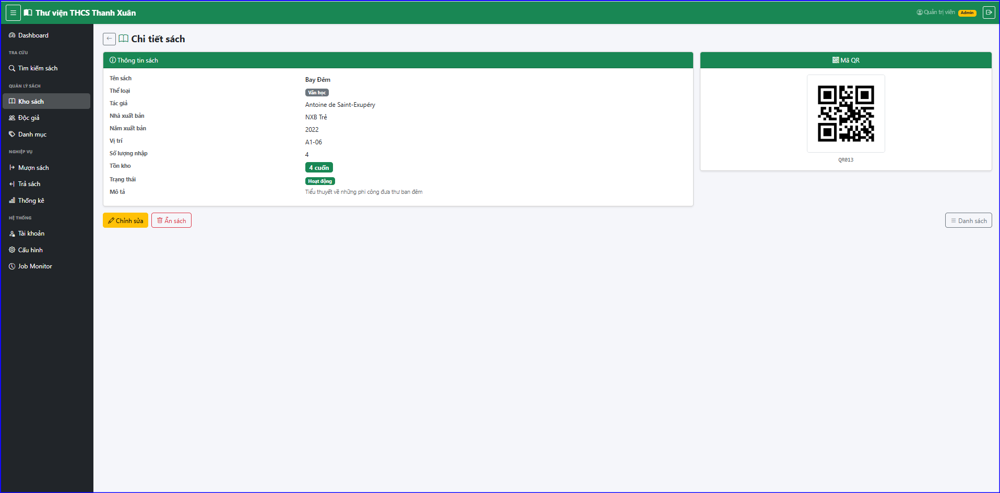 Thư viện THCS Thanh Xuân
Quản trị viên Admin
Dashboard
TRA CỨU
Tìm kiếm sách
QUẢN LÝ SÁCH
Kho sách
Độc giả
Danh mục
NGHIỆP VỤ
Mượn sách
Trả sách
Thống kê
HỆ THỐNG
Tài khoản
Cấu hình
Job Monitor
Chi tiết sách
Thông tin sách
Tên sách Bay Đêm
Thể loại Văn học
Tác giả Antoine de Saint-Exupéry
Nhà xuất bản NXB Trẻ
Năm xuất bản 2022
Vị trí A1-06
Số lượng nhập 4
Tồn kho 4 cuốn
Trạng thái Hoạt động
Mô tả Tiểu thuyết về những phi công đưa thư ban đêm
Mã QR
QR013
Chỉnh sửa
Ẩn sách
Danh sách